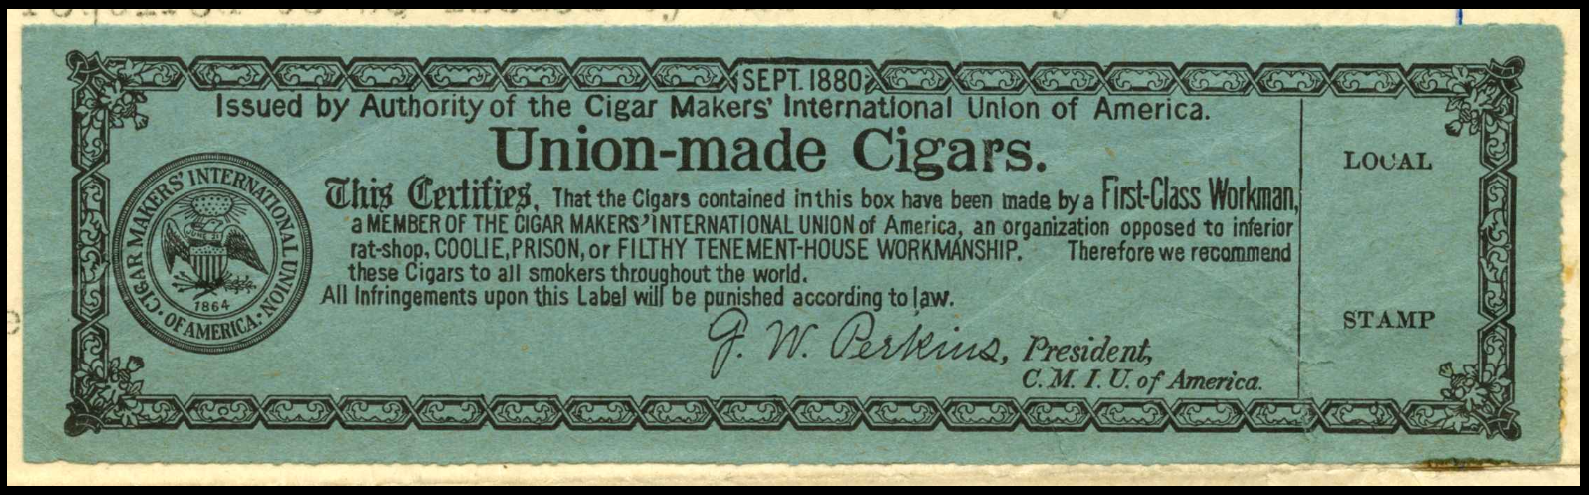 SEPT. 1880
Issued by Authority of the Cigar Makers' International Union of America.
Union-made Cigars.
This Certifies, That the Cigars contained in this box have been made by a First-Class Workman,
a MEMBER OF THE CIGAR MAKERS' INTERNATIONAL UNION of America, an organization opposed to inferior
rat-shop, COOLIE, PRISON, or FILTHY TENEMENT-HOUSE WORKMANSHIP. Therefore we recommend
these Cigars to all smokers throughout the world.
All Infringements upon this Label will be punished according to law.
G. W. Perkins, President,
C. M. I. U. of America.
CIGAR MAKERS' INTERNATIONAL UNION
OF AMERICA
1864
LOCAL
STAMP